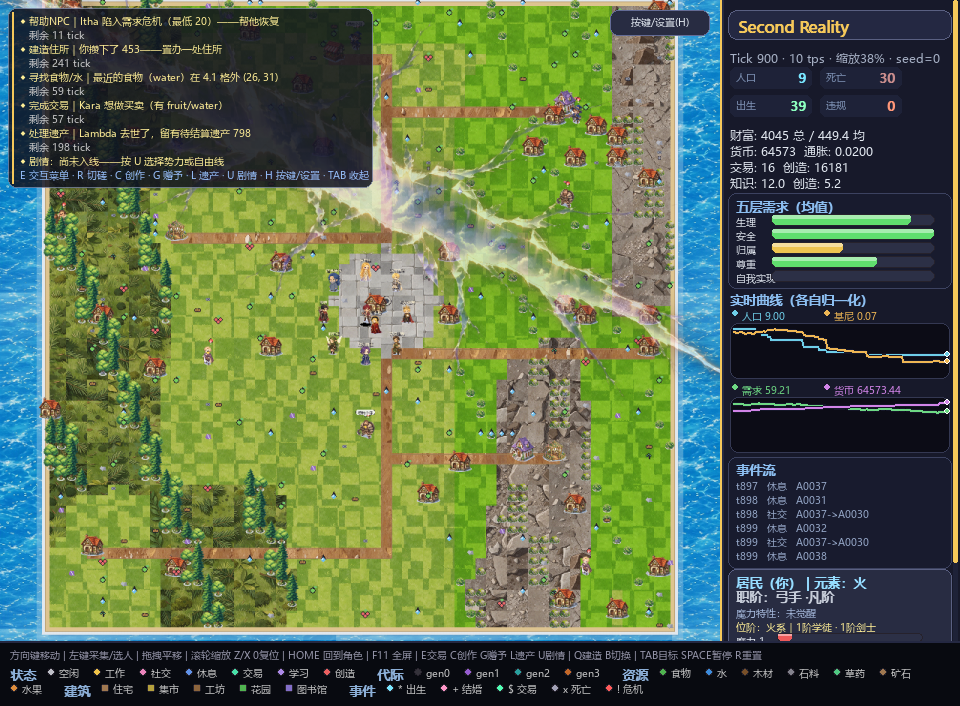 ◆ 帮助NPC | Itha 陷入需求危机（最低 20）——帮他恢复
剩余 11 tick
◆ 建造住所 | 你攒下了 453——置办一处住所
剩余 241 tick
◆ 寻找食物/水 | 最近的食物（water）在 4.1 格外 (26, 31)
剩余 59 tick
◆ 完成交易 | Kara 想做买卖（有 fruit/water）
剩余 57 tick
◆ 处理遗产 | Lambda 去世了，留有待结算遗产 798
剩余 198 tick
◆ 剧情：尚未入线——按 U 选择势力或自由线
E 交互菜单 · R 切磋 · C 创作 · G 赠予 · L 遗产 · U 剧情 · H 按键/设置 · TAB 收起
按键/设置(H)
Second Reality
Tick 900 · 10 tps · 缩放38% · seed=0
人口 9 死亡 30
出生 39 违规 0
财富: 4045 总 / 449.4 均
货币: 64573 通胀: 0.0200
交易: 16 创造: 16181
知识: 12.0 创造: 5.2
五层需求（均值）
生理
安全
归属
尊重
自我实现
实时曲线（各自归一化）
人口 9.00 基尼 0.07
需求 59.21 货币 64573.44
事件流
t897 休息 A0037
t898 休息 A0031
t898 社交 A0037->A0030
t899 休息 A0032
t899 社交 A0037->A0030
t899 休息 A0038
居民（你） | 元素: 火
职阶: 弓手·凡阶
魔力特性: 未觉醒
位阶: 火系 | 1阶学徒 · 1阶剑士
魔力 1
方向键移动 | 左键采集/选人 | 拖拽平移 | 滚轮缩放 Z/X 0复位 | HOME 回到角色 | F11 全屏 | E交易 C创作 G赠予 L遗产 U剧情 | Q建造 B切换 | TAB目标 SPACE暂停 R重置
状态 空闲 工作 社交 休息 交易 学习 创造 代际 gen0 gen1 gen2 gen3 资源 食物 水 木材 石料 草药 矿石
水果 建筑 住宅 集市 工坊 花园 图书馆 事件 * 出生 + 结婚 $ 交易 x 死亡 ! 危机